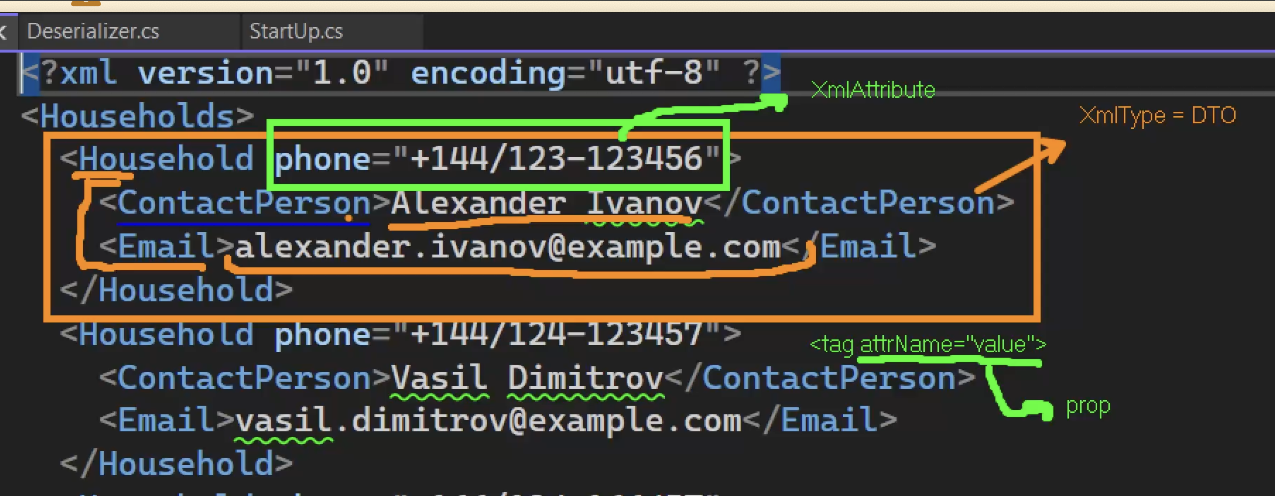 Deserializer.cs StartUp.cs
<?xml version="1.0" encoding="utf-8" ?>
XmlAttribute
<Households>
XmlType = DTO
<Household phone="+144/123-123456">
<ContactPerson>Alexander Ivanov</ContactPerson>
<Email>alexander.ivanov@example.com</Email>
</Household>
<Household phone="+144/124-123457">
<tag attrName="value">
<ContactPerson>Vasil Dimitrov</ContactPerson>
prop
<Email>vasil.dimitrov@example.com</Email>
</Household>